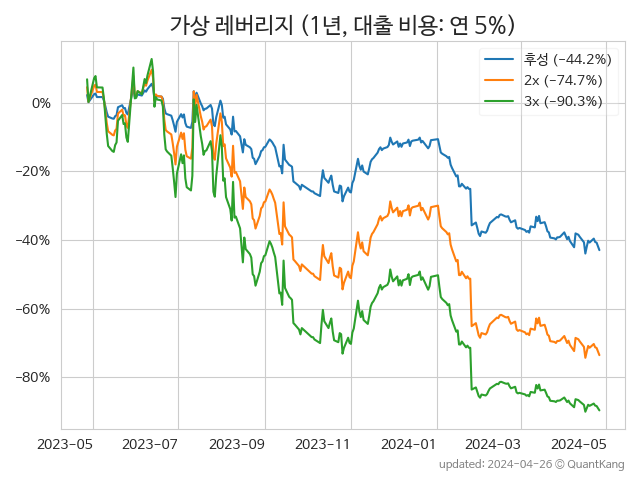 가상 레버리지 (1년, 대출 비용: 연 5%)
후성 (−44.2%)
2x (−74.7%)
3x (−90.3%)
0%
−20%
−40%
−60%
−80%
2023-05 2023-07 2023-09 2023-11 2024-01 2024-03 2024-05
updated: 2024-04-26 © QuantKang